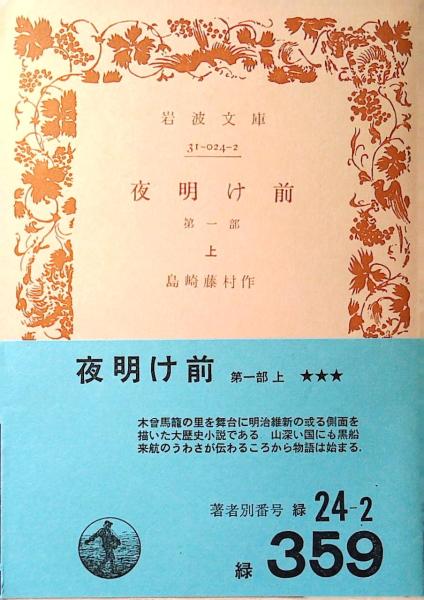 岩波文庫
31-024-2
夜明け前
第一部
上
島崎藤村作
夜明け前 第一部 上 ★★★
木曾馬龍の里を舞台に明治維新の或る側面を
描いた大歴史小説である 山深い国にも黒船
来航のうわさが伝わるころから物語は始まる.
著者別番号 緑 24-2
緑 359